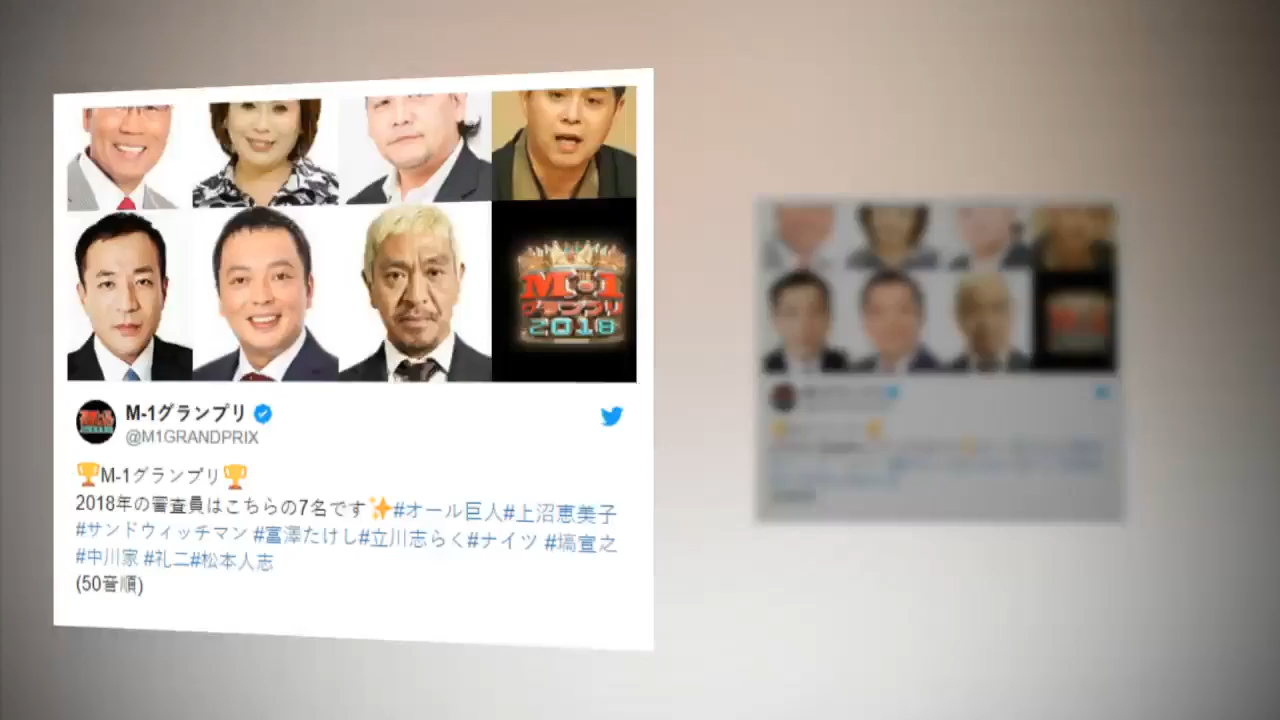 M-1
グランプリ
2018
M-1グランプリ
@M1GRANDPRIX
🏆M-1グランプリ🏆
2018年の審査員はこちらの7名です✨#オール巨人#上沼恵美子
#サンドウィッチマン #富澤たけし#立川志らく#ナイツ #塙宣之
#中川家 #礼二#松本人志
(50音順)